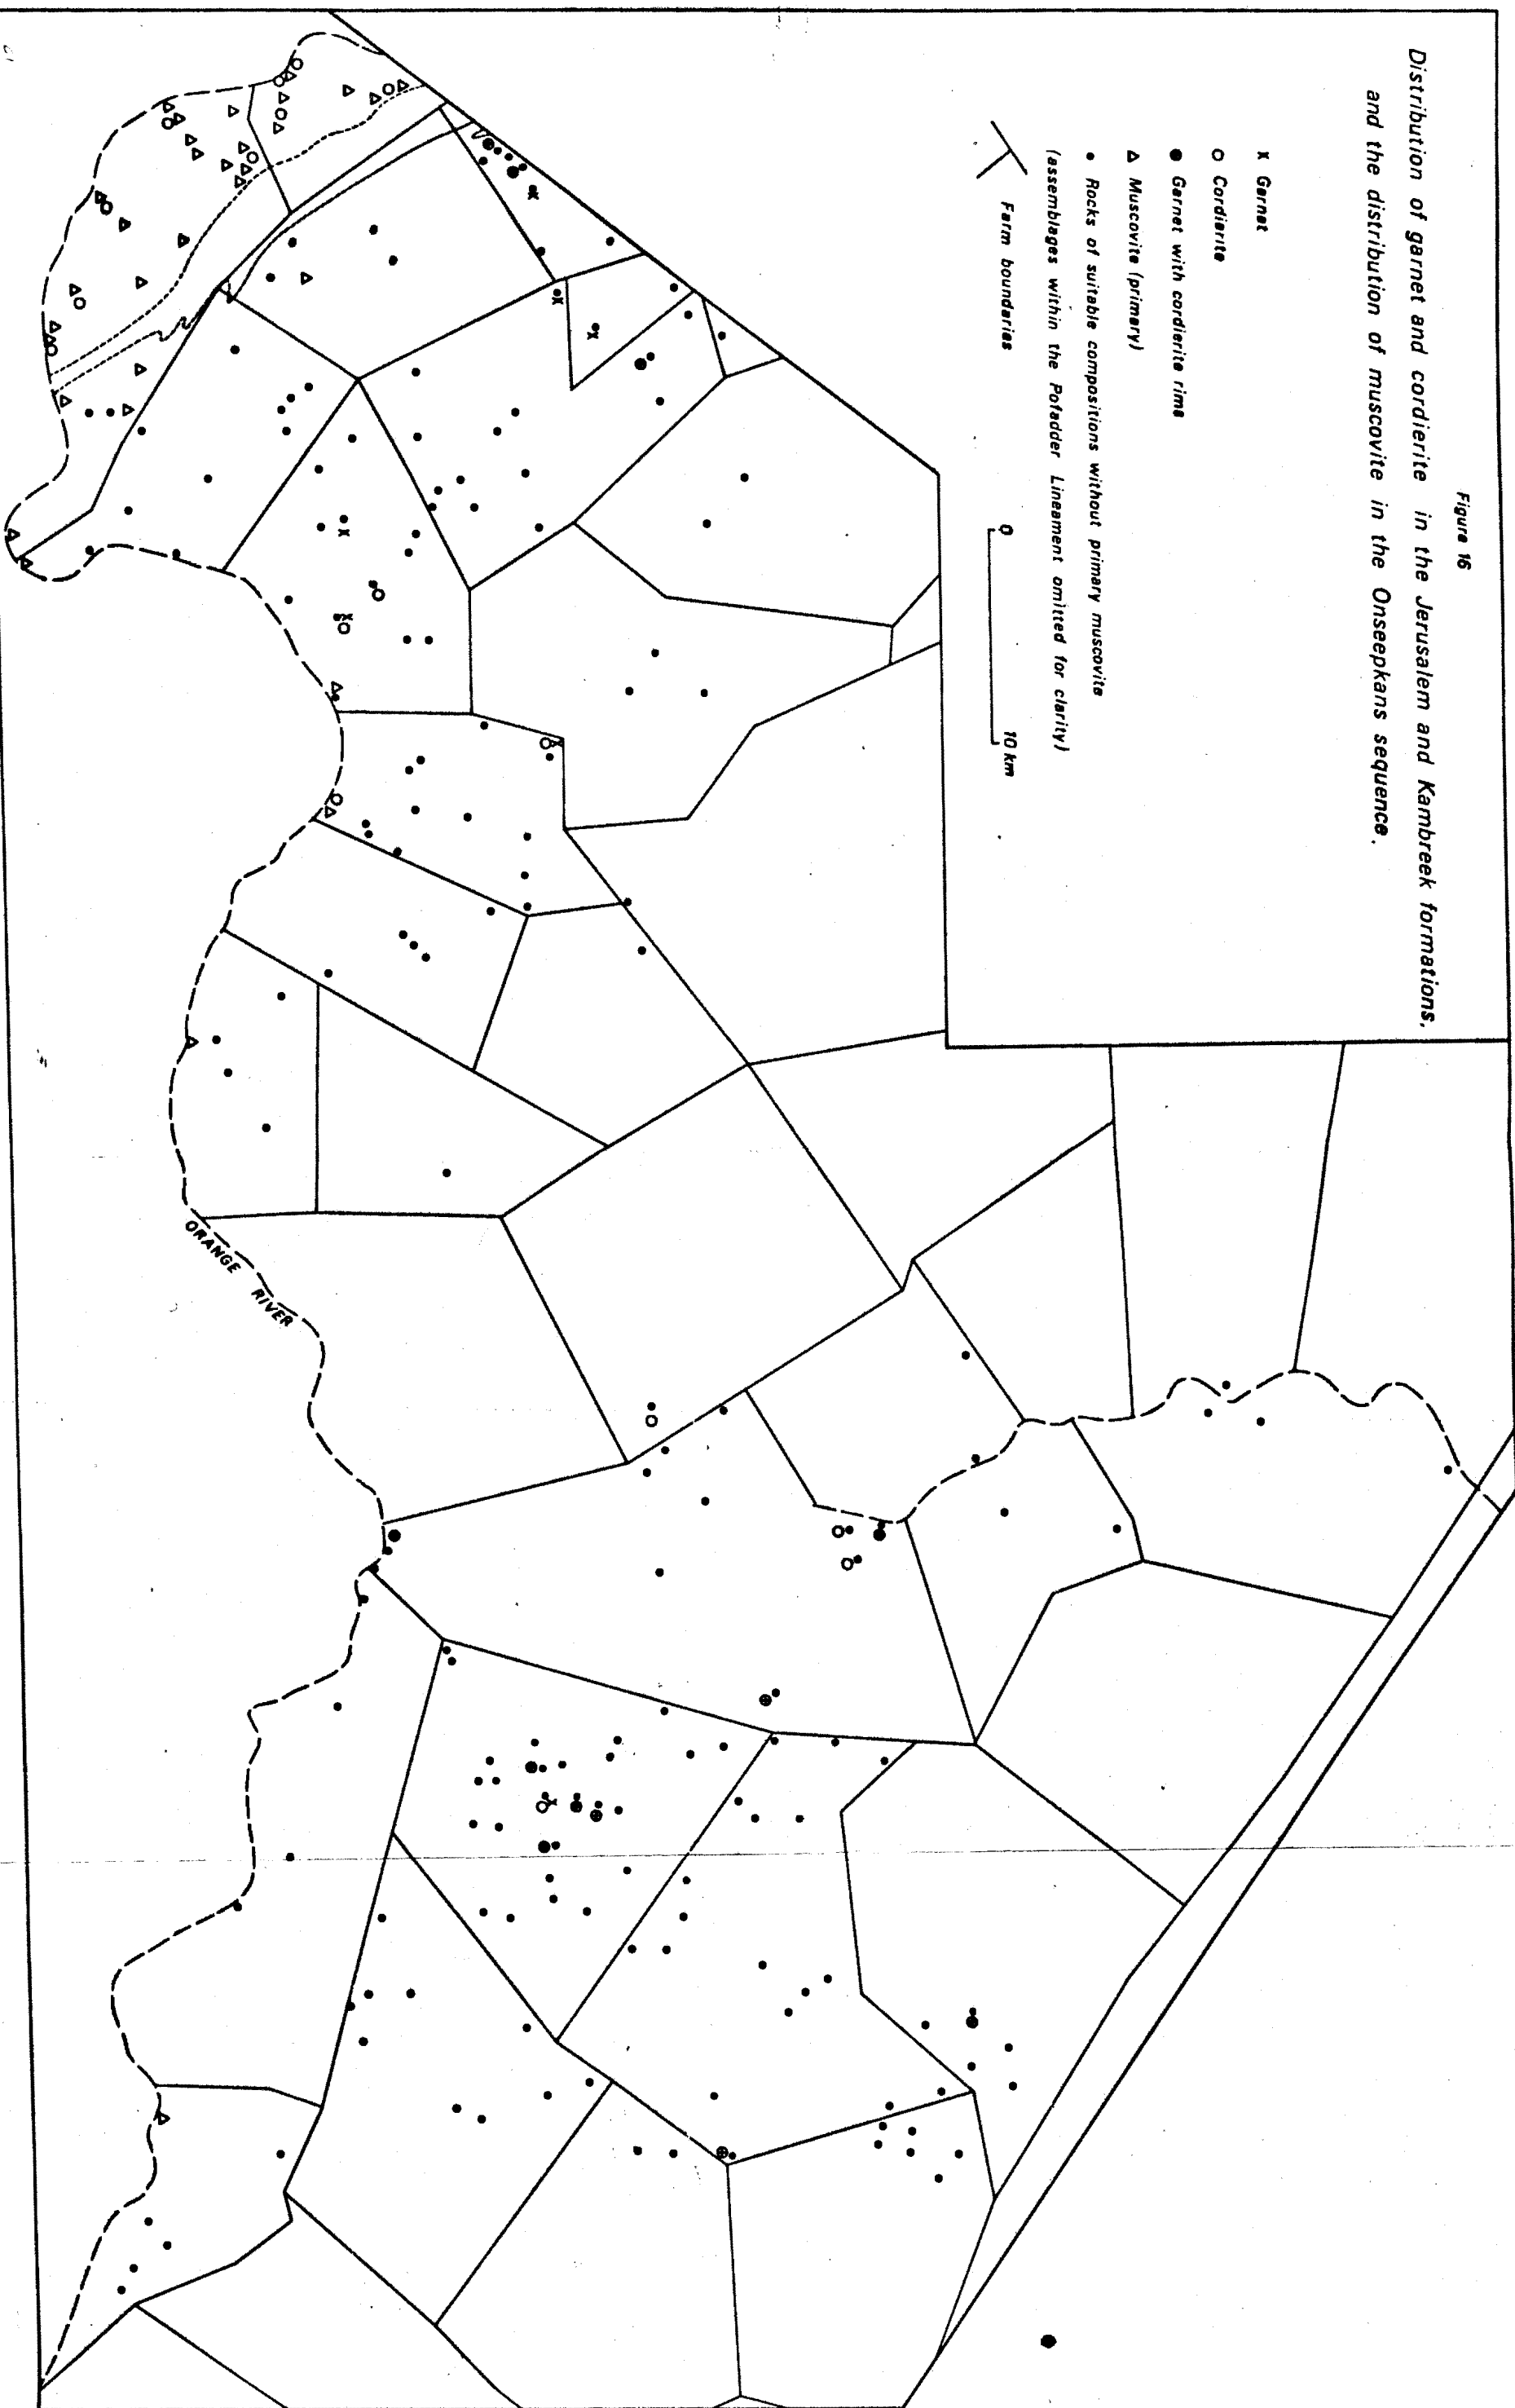 Figure 16
Distribution of garnet and cordierite in the Jerusalem and Kambreek formations,
and the distribution of muscovite in the Onseepkans sequence.
x Garnet
o Cordierite
● Garnet with cordierite rims
△ Muscovite (primary)
• Rocks of suitable compositions without primary muscovite
(assemblages within the Pofadder Lineament omitted for clarity)
Farm boundaries
0 10 km
ORANGE RIVER